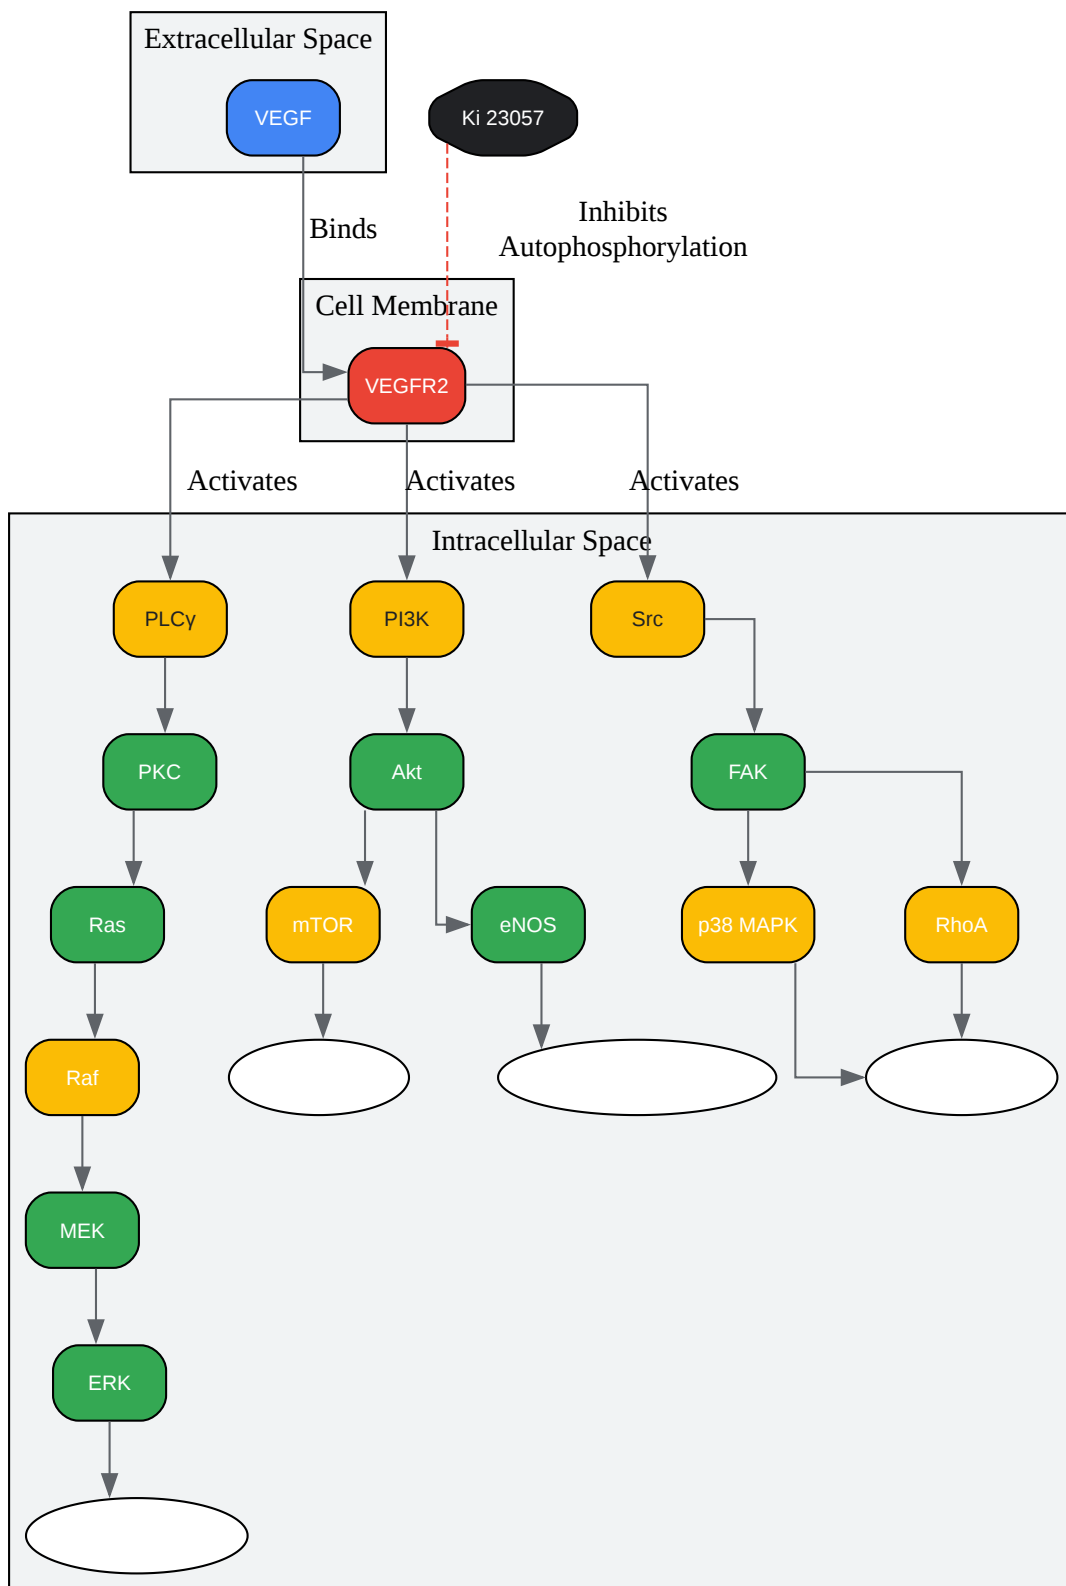 Extracellular Space
VEGF
Ki 23057
Binds
Inhibits
Autophosphorylation
Cell Membrane
VEGFR2
Activates
Activates
Activates
Intracellular Space
PLCγ
PI3K
Src
PKC
Akt
FAK
Ras
mTOR
eNOS
p38 MAPK
RhoA
Raf
MEK
ERK